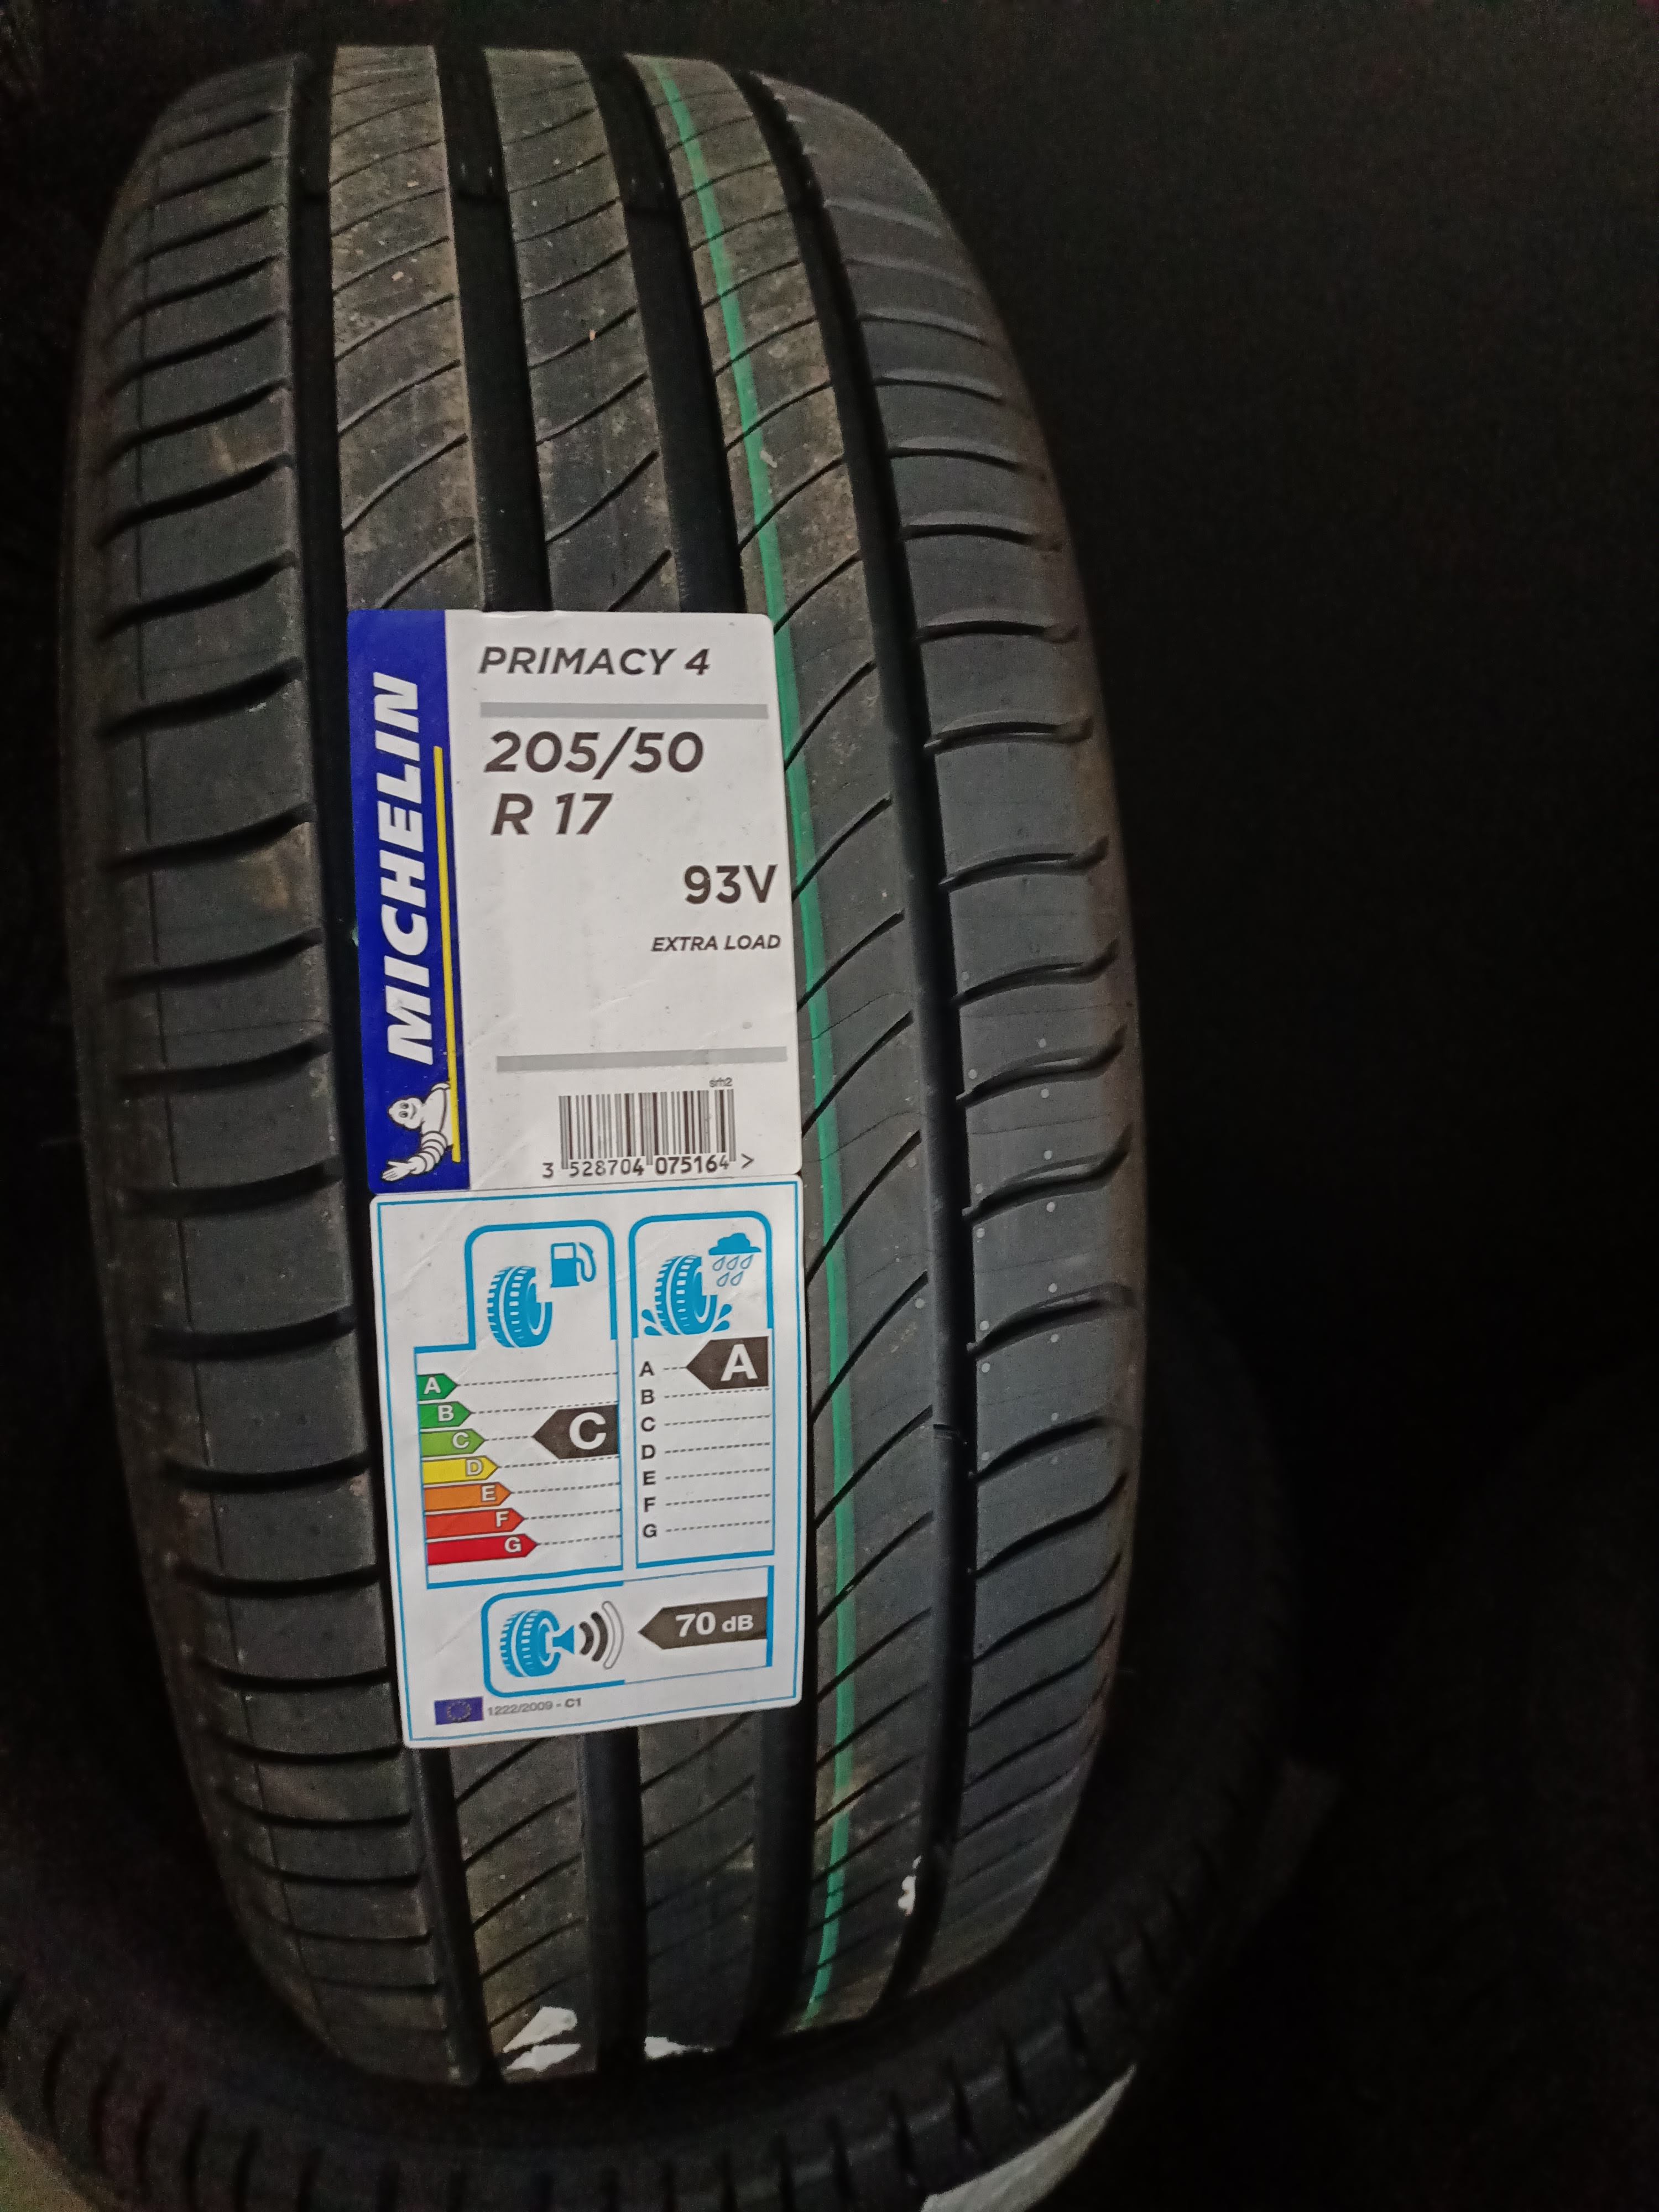 MICHELIN
PRIMACY 4
205/50
R 17
93V
EXTRA LOAD
3 528704 075164 >
A
B
C
D
E
F
G
C
A
B
C
D
E
F
G
A
70 dB
1222/2009 - C1